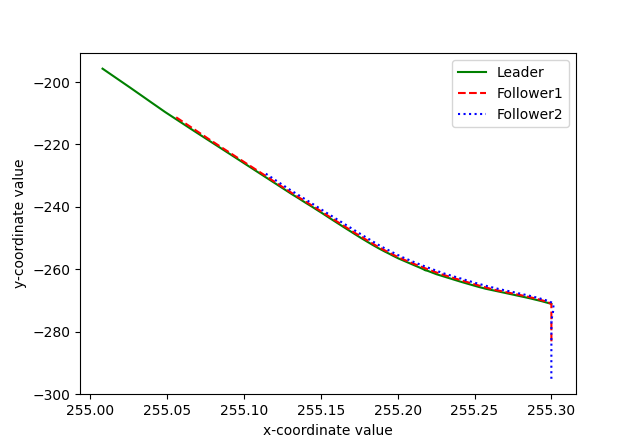 Leader
Follower1
Follower2
−200
−220
−240
−260
−280
−300
y-coordinate value
255.00 255.05 255.10 255.15 255.20 255.25 255.30
x-coordinate value